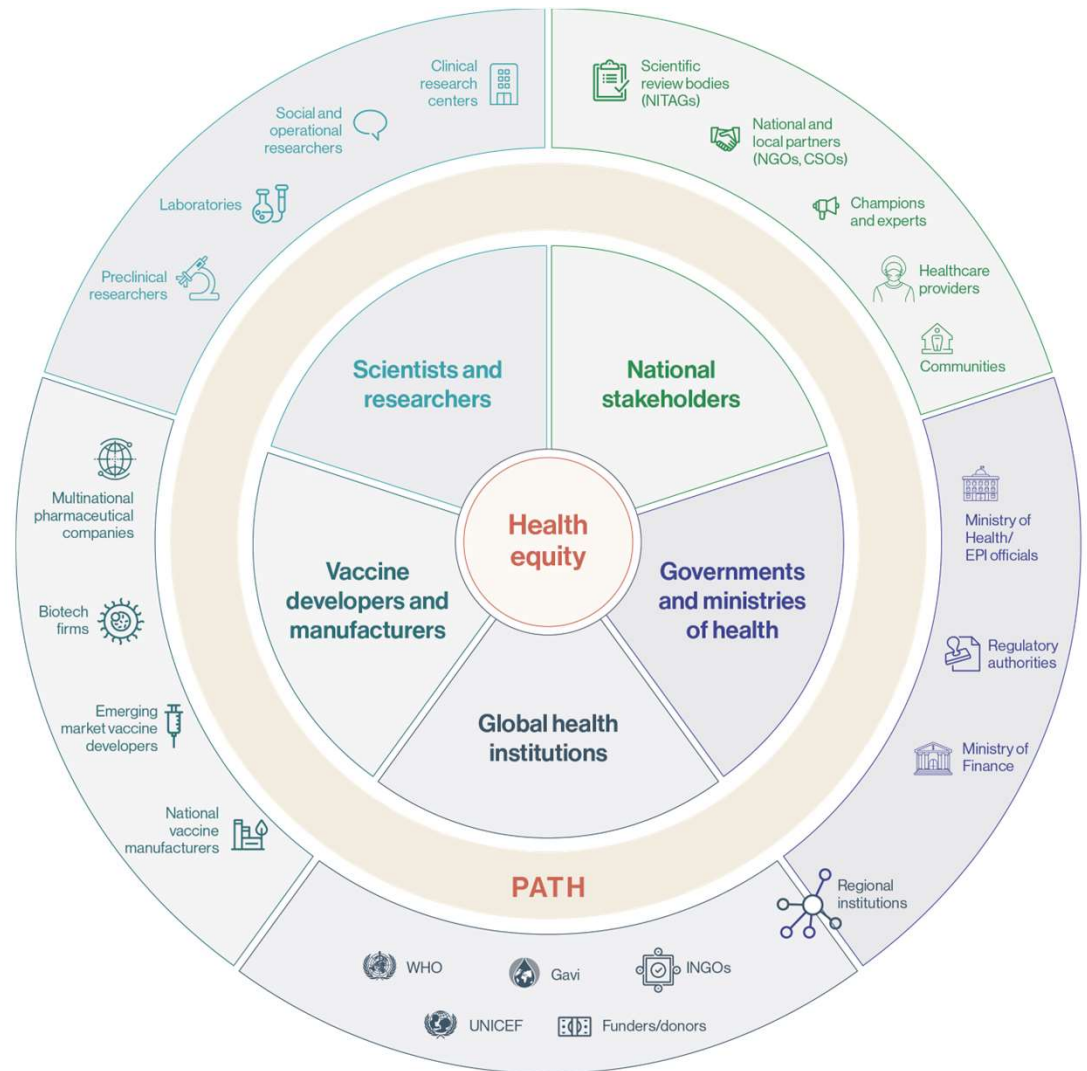 Clinical
research
centers
Social and
operational
researchers
Laboratories
Preclinical
researchers
Scientific
review bodies
(NITAGs)
National and
local partners
(NGOs, CSOs)
Champions
and experts
Healthcare
providers
Communities
Scientists and
researchers
National
stakeholders
Health
equity
Vaccine
developers and
manufacturers
Governments
and ministries
of health
Global health
institutions
Multinational
pharmaceutical
companies
Biotech
firms
Emerging
market vaccine
developers
National
vaccine
manufacturers
Ministry of
Health/
EPI officials
Regulatory
authorities
Ministry of
Finance
Regional
institutions
PATH
WHO
Gavi
INGOs
UNICEF
Funders/donors